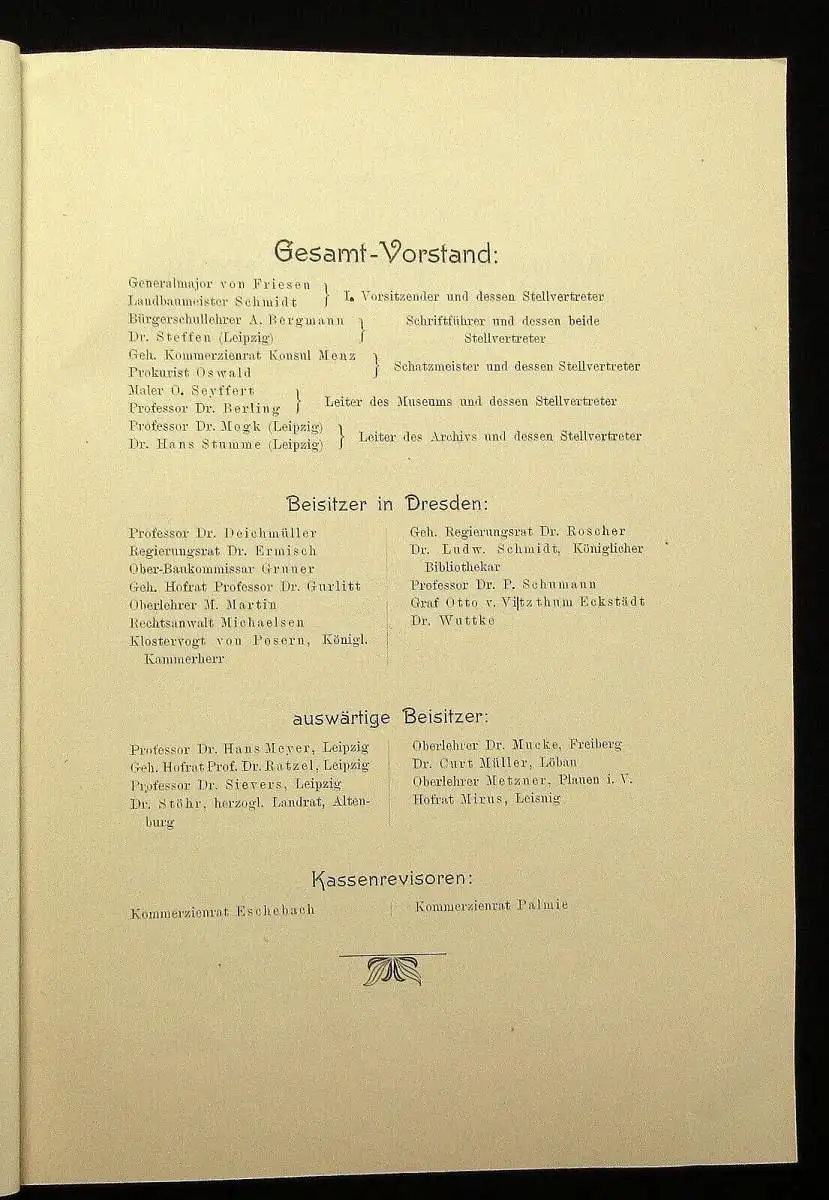 Gesamt-Vorstand:
Generalmajor von Friesen
Landbaumeister Schmidt
I. Vorsitzender und dessen Stellvertreter
Bürgerschullehrer A. Bergmann
Dr. Steffen (Leipzig)
Schriftführer und dessen beide
Stellvertreter
Geh. Kommerzienrat Konsul Menz
Prokurist Oswald
Schatzmeister und dessen Stellvertreter
Maler O. Seyffert
Professor Dr. Berling
Leiter des Museums und dessen Stellvertreter
Professor Dr. Mogk (Leipzig)
Dr. Hans Stumme (Leipzig)
Leiter des Archivs und dessen Stellvertreter
Beisitzer in Dresden:
Professor Dr. Deichmüller
Regierungsrat Dr. Ermisch
Ober-Baukommissar Gruner
Geh. Hofrat Professor Dr. Gurlitt
Oberlehrer M. Martin
Rechtsanwalt Michaelsen
Klostervogt von Posern, Königl.
Kammerherr
Geh. Regierungsrat Dr. Roscher
Dr. Ludw. Schmidt, Königlicher
Bibliothekar
Professor Dr. P. Schumann
Graf Otto v. Vitzthum Eckstädt
Dr. Wuttke
auswärtige Beisitzer:
Professor Dr. Hans Meyer, Leipzig
Geh. Hofrat Prof. Dr. Ratzel, Leipzig
Professor Dr. Sievers, Leipzig
Dr. Stöhr, herzogl. Landrat, Alten-
burg
Oberlehrer Dr. Mucke, Freiberg
Dr. Curt Müller, Löbau
Oberlehrer Metzner, Plauen i. V.
Hofrat Mirus, Leisnig
Kassenrevisoren:
Kommerzienrat Eschebach
Kommerzienrat Palmie